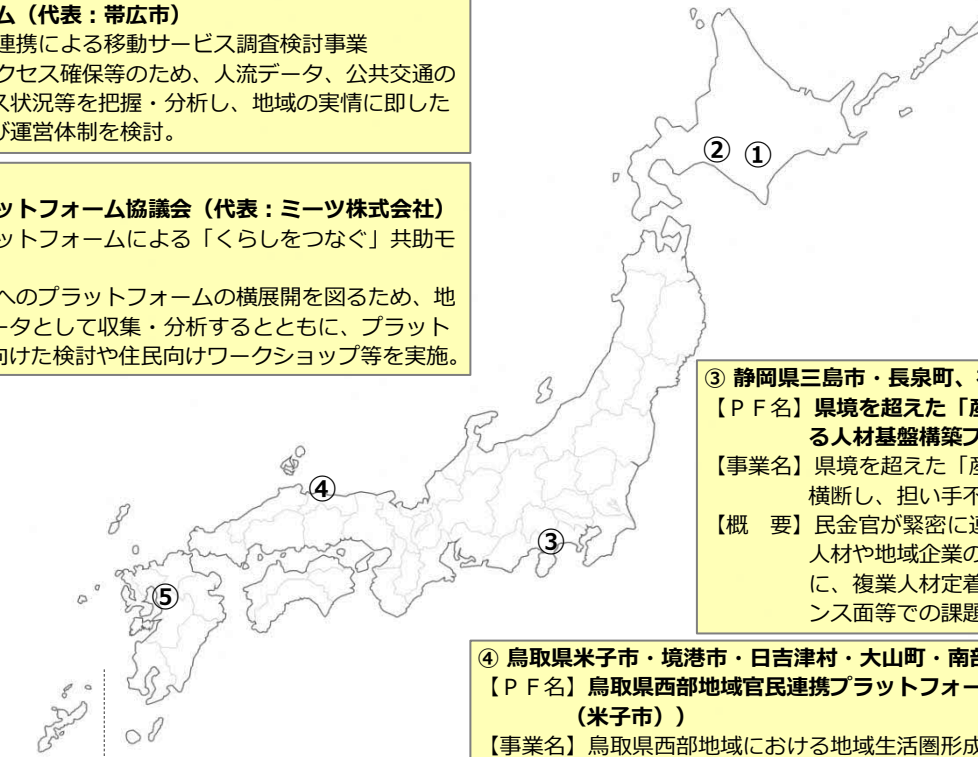 ム（代表：帯広市）
連携による移動サービス調査検討事業
クセス確保等のため、人流データ、公共交通の
ス状況等を把握・分析し、地域の実情に即した
び運営体制を検討。
ットフォーム協議会（代表：ミーツ株式会社）
ットフォームによる「くらしをつなぐ」共助モ
へのプラットフォームの横展開を図るため、地
ータとして収集・分析するとともに、プラット
向けた検討や住民向けワークショップ等を実施。
②
①
④
③
⑤
③ 静岡県三島市・長泉町、
【ＰＦ名】県境を超えた「産
る人材基盤構築プ
【事業名】県境を超えた「産
横断し、担い手不
【概　要】民金官が緊密に連
人材や地域企業の
に、複業人材定着
ンス面等での課題
④ 鳥取県米子市・境港市・日吉津村・大山町・南部
【ＰＦ名】鳥取県西部地域官民連携プラットフォー
（米子市））
【事業名】鳥取県西部地域における地域生活圏形成